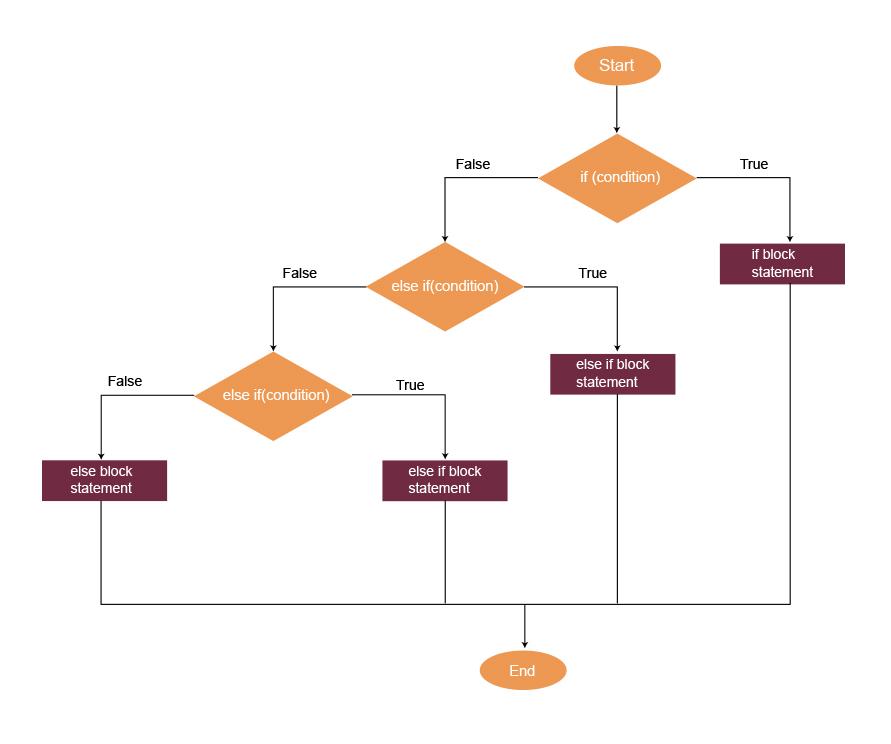 Start
False
True
if (condition)
if block
statement
False
True
else if(condition)
else if block
statement
False
True
else if(condition)
else block
statement
else if block
statement
End